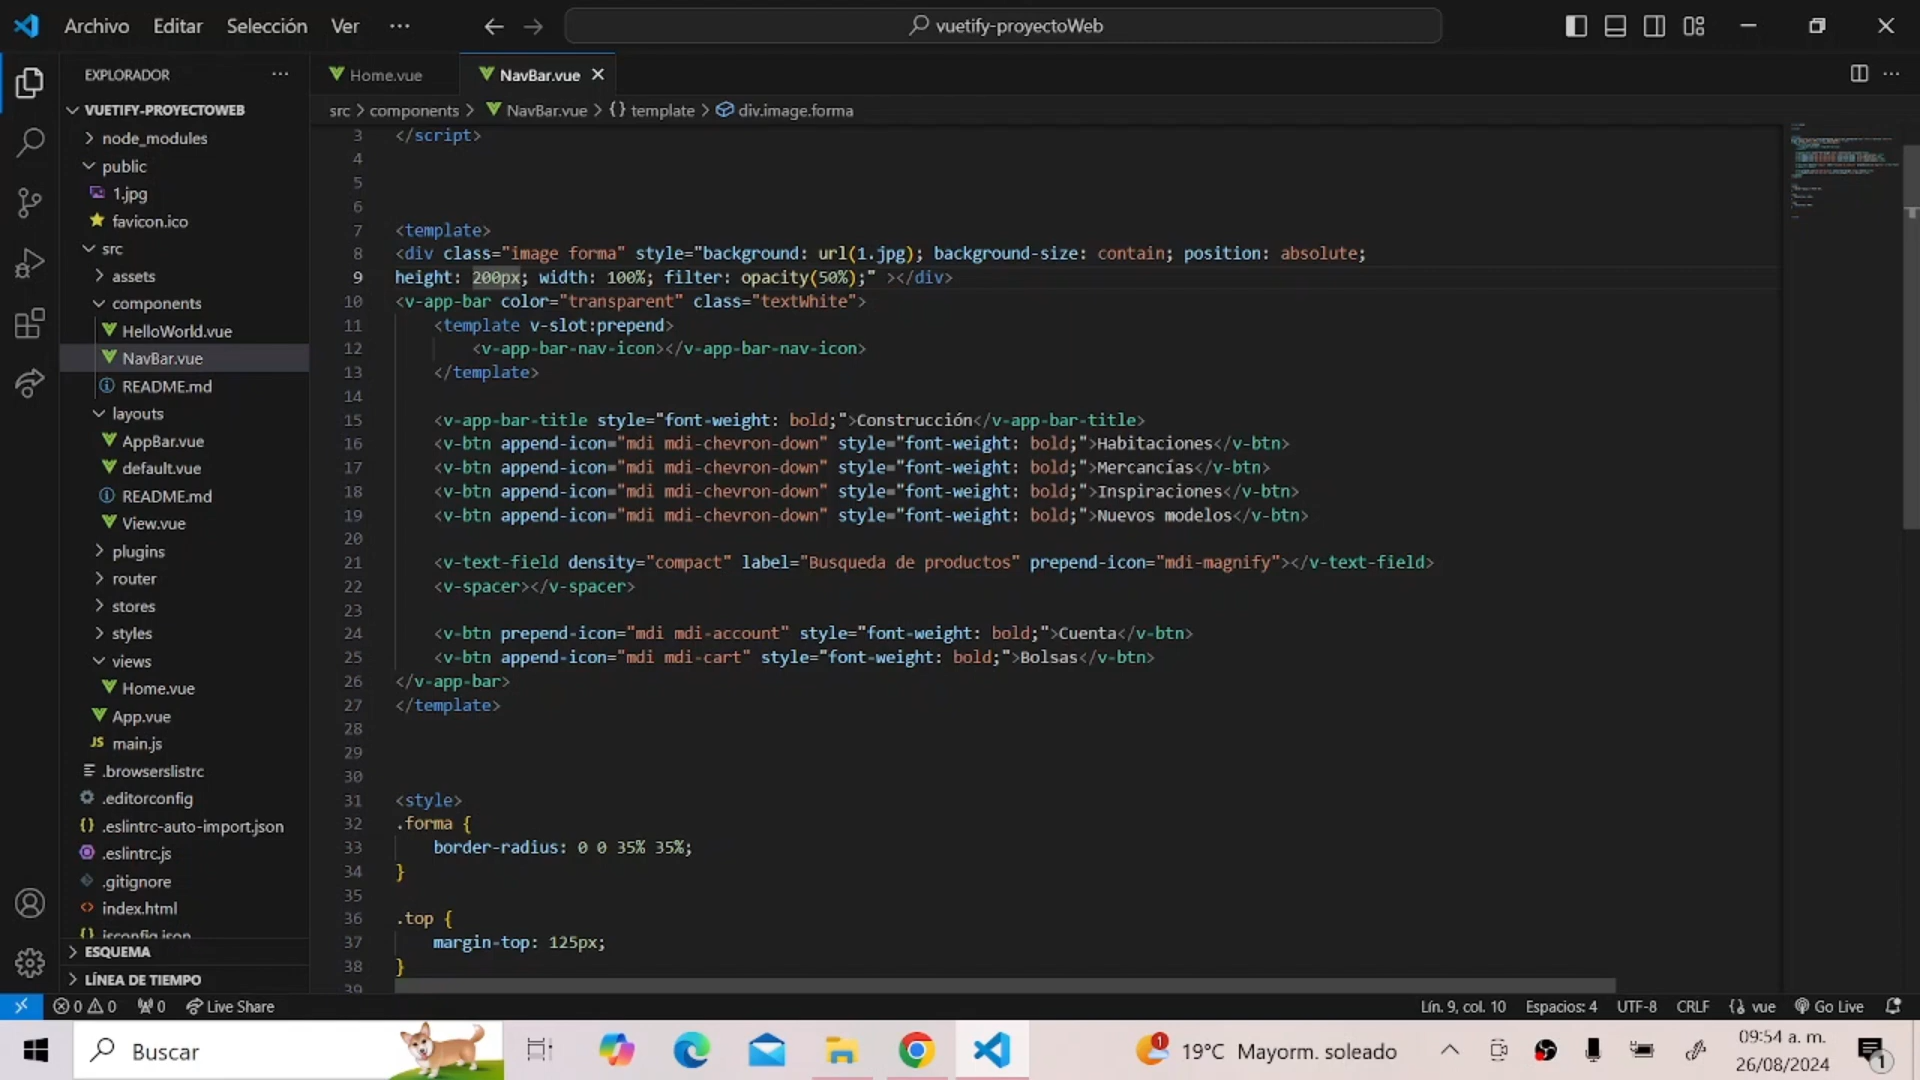 Archivo Editar Selección Ver ··· vuetify-proyectoWeb
EXPLORADOR ···
VUETIFY-PROYECTOWEB
node_modules
public
1.jpg
favicon.ico
src
assets
components
HelloWorld.vue
NavBar.vue
README.md
layouts
AppBar.vue
default.vue
README.md
View.vue
plugins
router
stores
styles
views
Home.vue
App.vue
JS main.js
.browserslistrc
.editorconfig
{} .eslintrc-auto-import.json
.eslintrc.js
.gitignore
<> index.html
{} jsconfig.json
ESQUEMA
LÍNEA DE TIEMPO
Home.vue NavBar.vue
src > components > NavBar.vue > {} template > div.image.forma
3 </script>
4
5
6
7 <template>
8 <div class="image forma" style="background: url(1.jpg); background-size: contain; position: absolute;
9 height: 200px; width: 100%; filter: opacity(50%);" ></div>
10 <v-app-bar color="transparent" class="textWhite">
11 <template v-slot:prepend>
12 <v-app-bar-nav-icon></v-app-bar-nav-icon>
13 </template>
14
15 <v-app-bar-title style="font-weight: bold;">Construcción</v-app-bar-title>
16 <v-btn append-icon="mdi mdi-chevron-down" style="font-weight: bold;">Habitaciones</v-btn>
17 <v-btn append-icon="mdi mdi-chevron-down" style="font-weight: bold;">Mercancías</v-btn>
18 <v-btn append-icon="mdi mdi-chevron-down" style="font-weight: bold;">Inspiraciones</v-btn>
19 <v-btn append-icon="mdi mdi-chevron-down" style="font-weight: bold;">Nuevos modelos</v-btn>
20
21 <v-text-field density="compact" label="Busqueda de productos" prepend-icon="mdi-magnify"></v-text-field>
22 <v-spacer></v-spacer>
23
24 <v-btn prepend-icon="mdi mdi-account" style="font-weight: bold;">Cuenta</v-btn>
25 <v-btn append-icon="mdi mdi-cart" style="font-weight: bold;">Bolsas</v-btn>
26 </v-app-bar>
27 </template>
28
29
30
31 <style>
32 .forma {
33 border-radius: 0 0 35% 35%;
34 }
35
36 .top {
37 margin-top: 125px;
38 }
39
0 0 0 Live Share Lín. 9, col. 10 Espacios: 4 UTF-8 CRLF {} vue Go Live
Buscar 1 19°C Mayorm. soleado 09:54 a. m.
26/08/2024 1